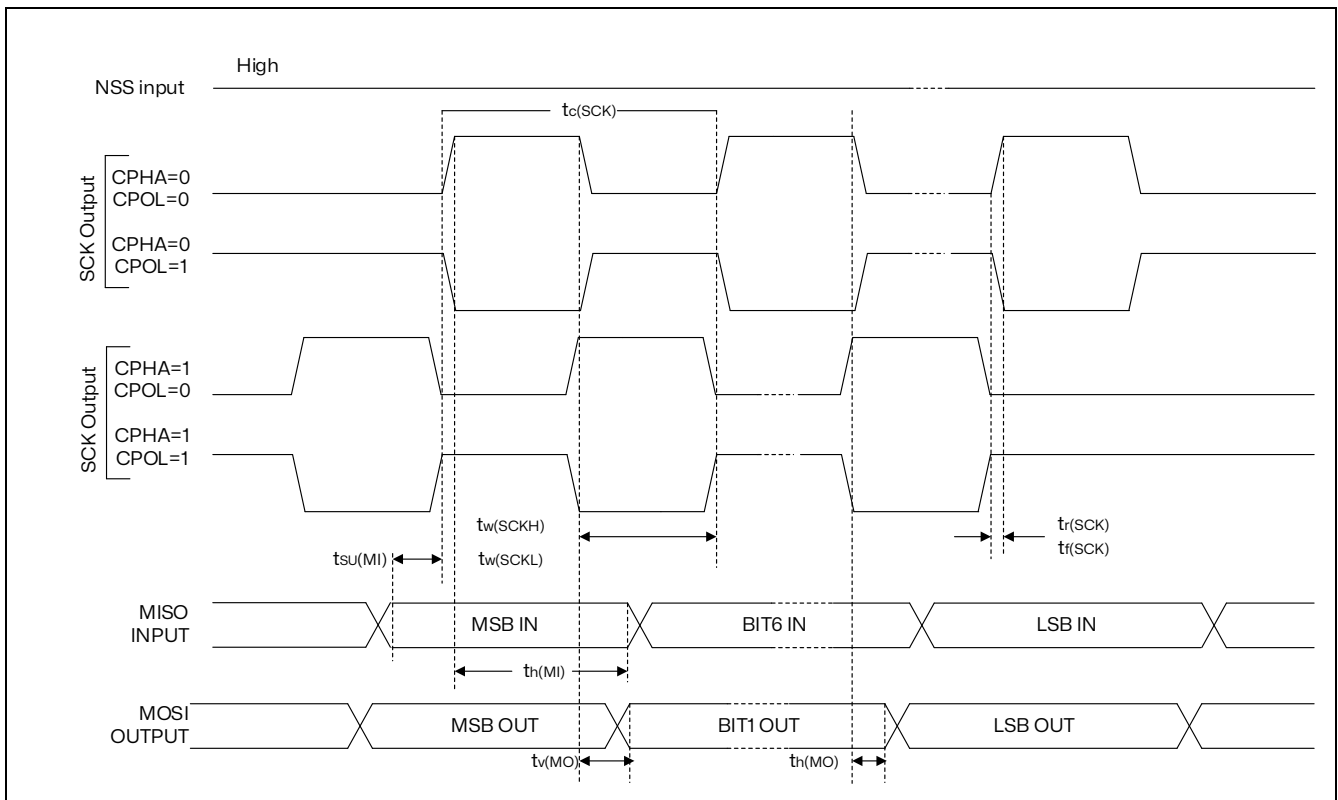 High
NSS input
tc(SCK)
SCK Output
CPHA=0
CPOL=0
CPHA=0
CPOL=1
SCK Output
CPHA=1
CPOL=0
CPHA=1
CPOL=1
tw(SCKH)
tw(SCKL)
tr(SCK)
tf(SCK)
tSU(MI)
MISO
INPUT
MSB IN
BIT6 IN
LSB IN
th(MI)
MOSI
OUTPUT
MSB OUT
BIT1 OUT
LSB OUT
tv(MO)
th(MO)